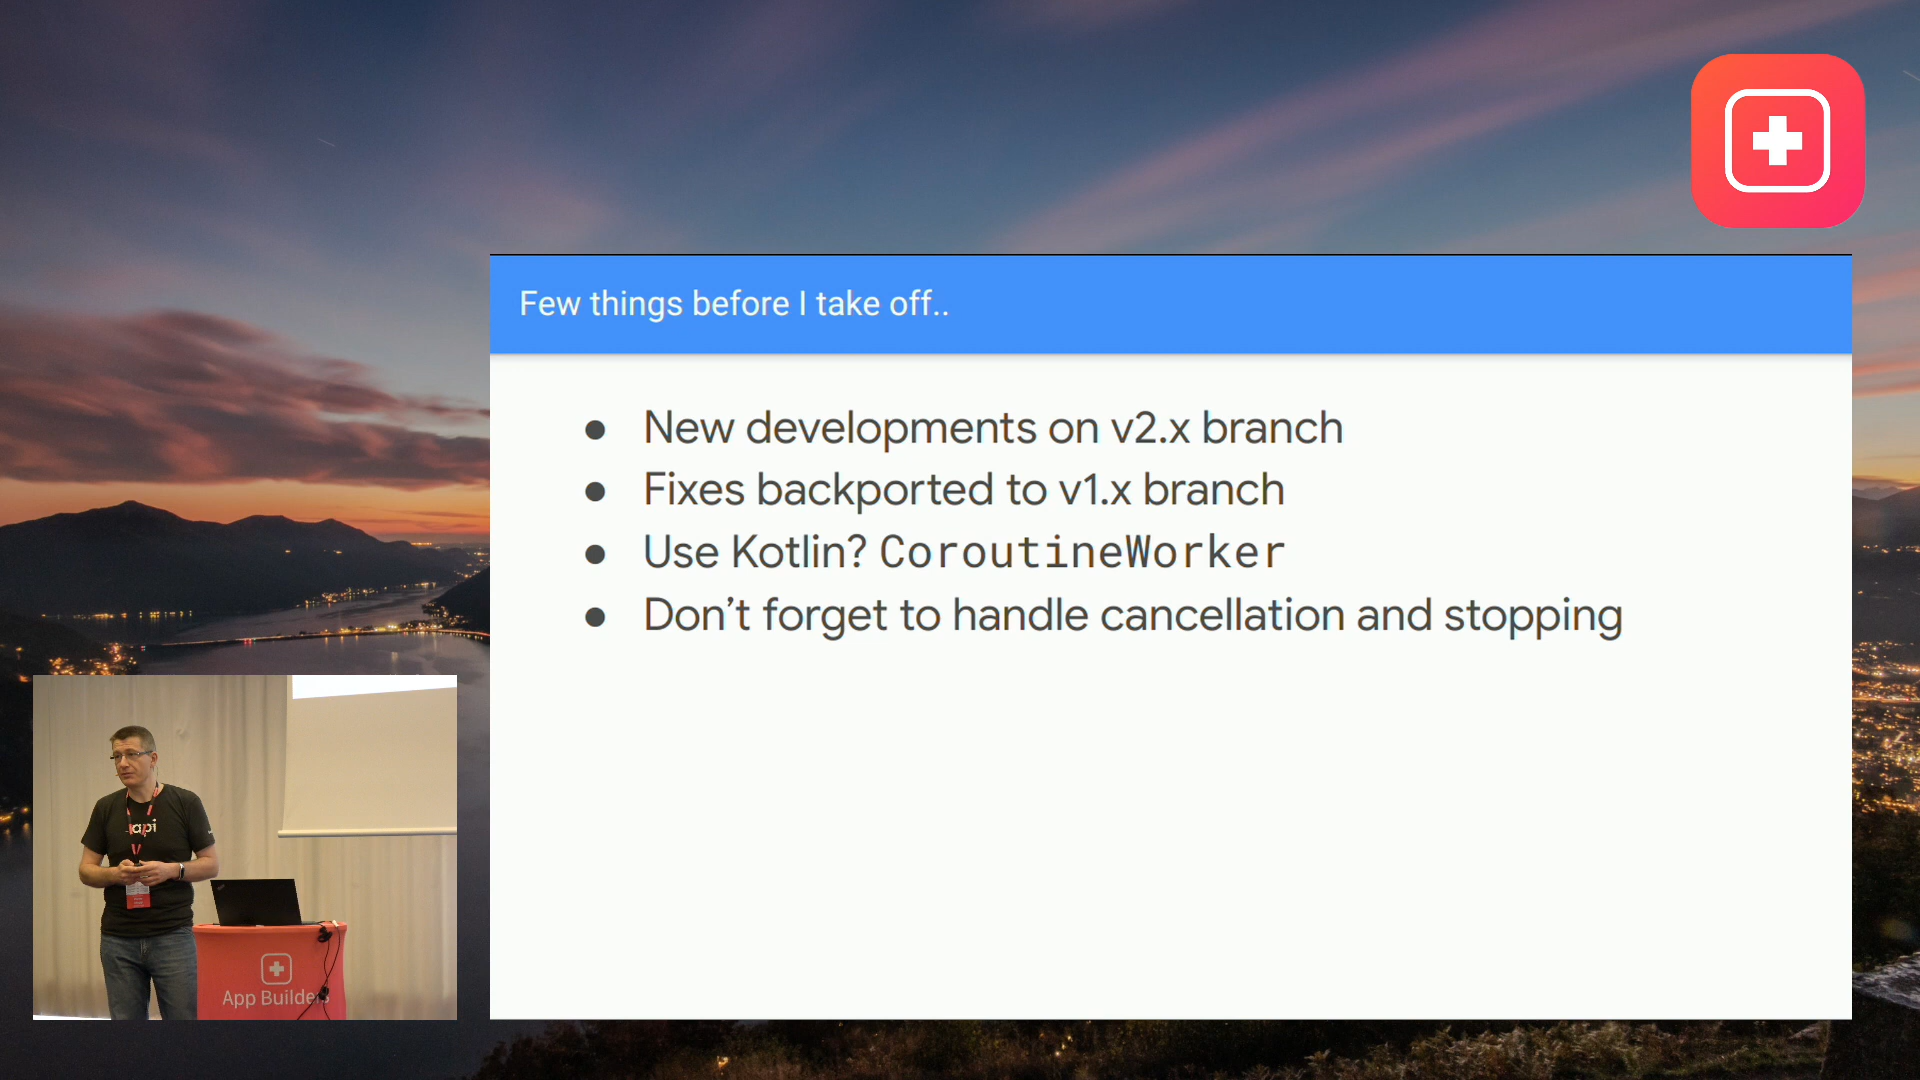 Few things before I take off..
● New developments on v2.x branch
● Fixes backported to v1.x branch
● Use Kotlin? CoroutineWorker
● Don’t forget to handle cancellation and stopping
App Builders